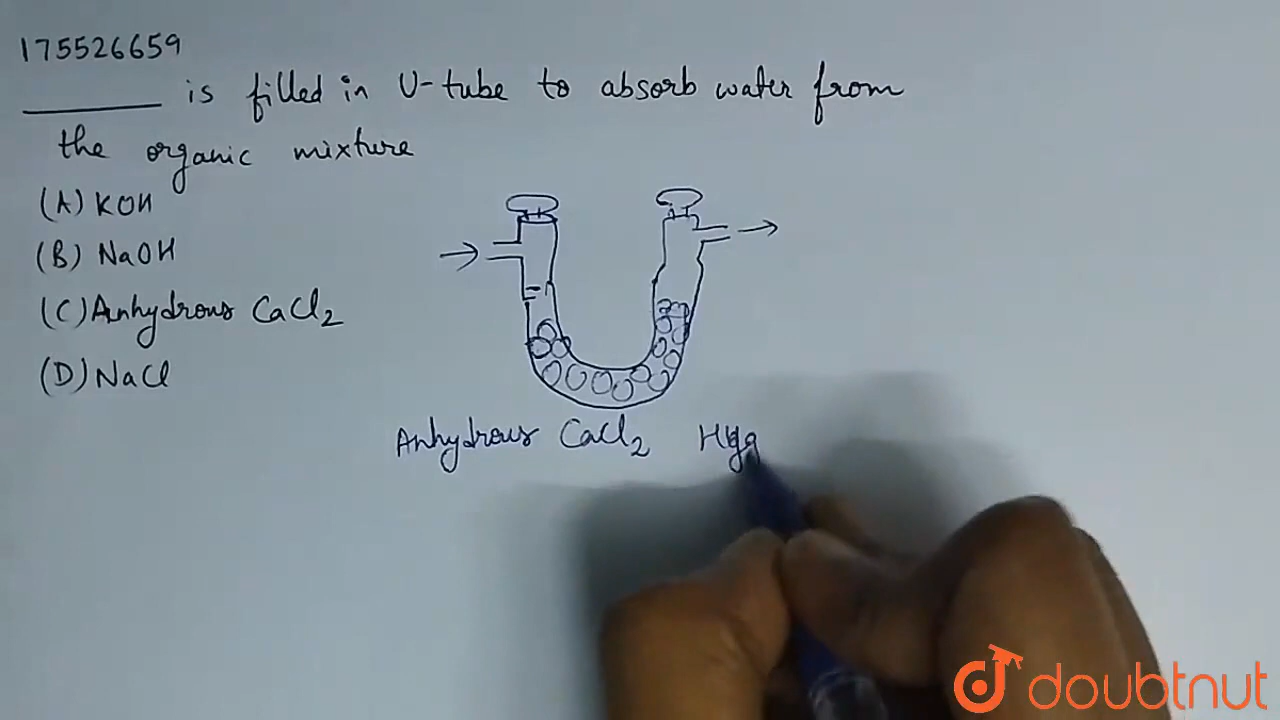 175526659
________ is filled in U-tube to absorb water from
the organic mixture
(A) KOH
(B) NaOH
(C) Anhydrous CaCl2
(D) NaCl
Anhydrous CaCl2 Hyg
doubtnut